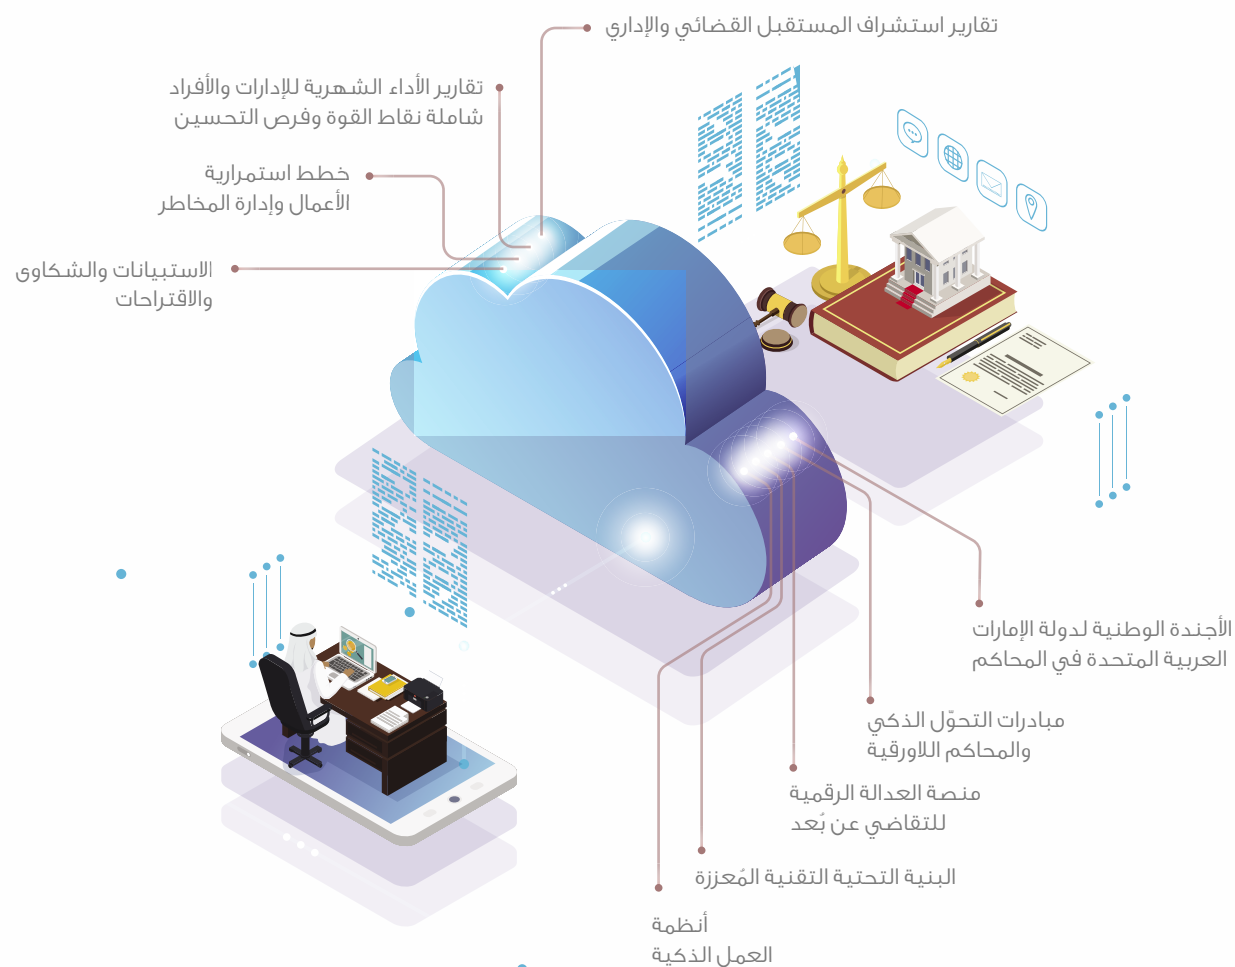 تقارير استشراف المستقبل القضائي والإداري
تقارير الأداء الشهرية للإدارات والأفراد
شاملة نقاط القوة وفرص التحسين
خطط استمرارية
الأعمال وإدارة المخاطر
الاستبيانات والشكاوى
والاقتراحات
الأجندة الوطنية لدولة الإمارات
العربية المتحدة في المحاكم
مبادرات التحوّل الذكي
والمحاكم اللاورقية
منصة العدالة الرقمية
للتقاضي عن بُعد
البنية التحتية التقنية المُعززة
أنظمة
العمل الذكية